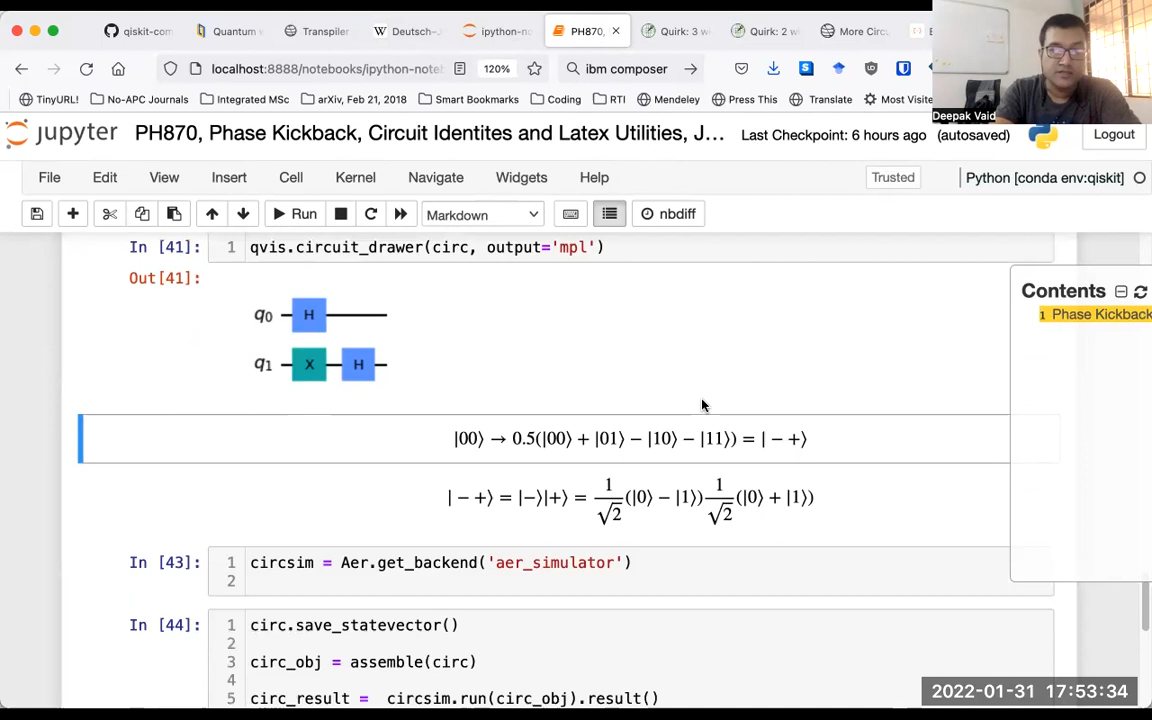 qiskit-com
Quantum
Transpiler
Deutsch-J
ipython-no
PH870,
Quirk: 3 w
Quirk: 2 w
More Circ
localhost:8888/notebooks/ipython-note
120%
ibm composer
TinyURL!
No-APC Journals
Integrated MSc
arXiv, Feb 21, 2018
Smart Bookmarks
Coding
RTI
Mendeley
Press This
Translate
Most Visite
Deepak Vaid
jupyter
PH870, Phase Kickback, Circuit Identites and Latex Utilities, J...
Last Checkpoint: 6 hours ago
(autosaved)
Logout
File Edit View Insert Cell Kernel Navigate Widgets Help
Trusted
Python [conda env:qiskit]
Run
Markdown
nbdiff
In [41]: 1 qvis.circuit_drawer(circ, output='mpl')
Out[41]:
q0 H
q1 X H
Contents
1 Phase Kickback
|00⟩ → 0.5(|00⟩ + |01⟩ − |10⟩ − |11⟩) = | − +⟩
| − +⟩ = |−⟩|+⟩ = 1/√2(|0⟩ − |1⟩)1/√2(|0⟩ + |1⟩)
In [43]: 1 circsim = Aer.get_backend('aer_simulator')
2
In [44]: 1 circ.save_statevector()
2
3 circ_obj = assemble(circ)
4
5 circ_result = circsim.run(circ_obj).result()
2022-01-31 17:53:34